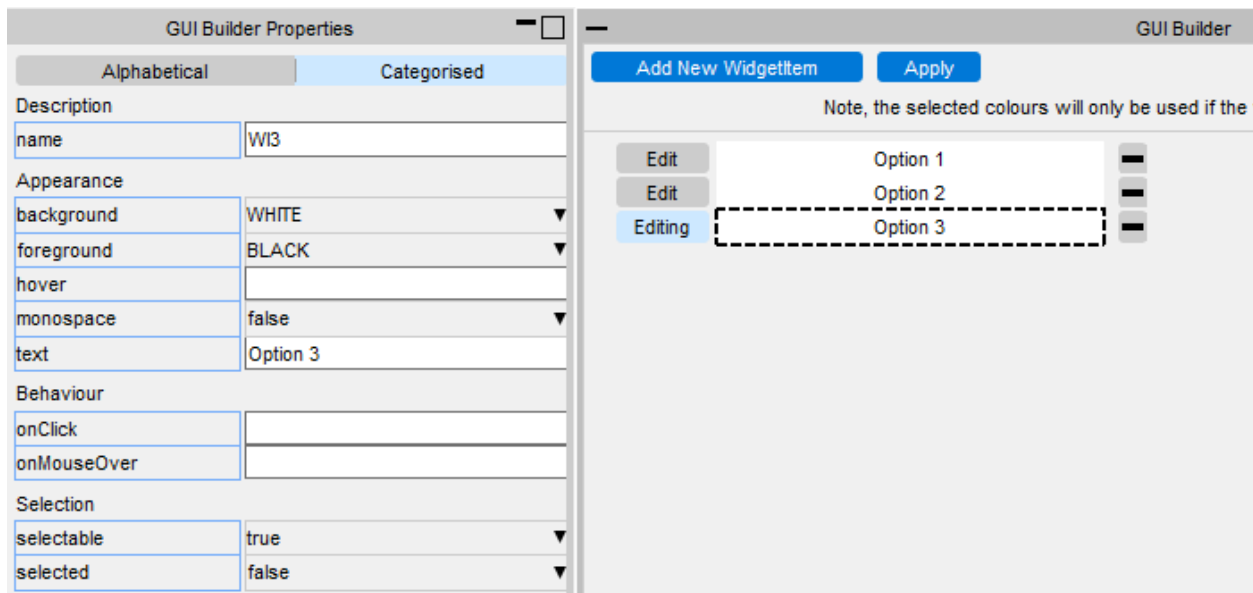 GUI Builder Properties
Alphabetical Categorised
Description
name WI3
Appearance
background WHITE
foreground BLACK
hover
monospace false
text Option 3
Behaviour
onClick
onMouseOver
Selection
selectable true
selected false
GUI Builder
Add New WidgetItem Apply
Note, the selected colours will only be used if the
Edit Option 1
Edit Option 2
Editing Option 3